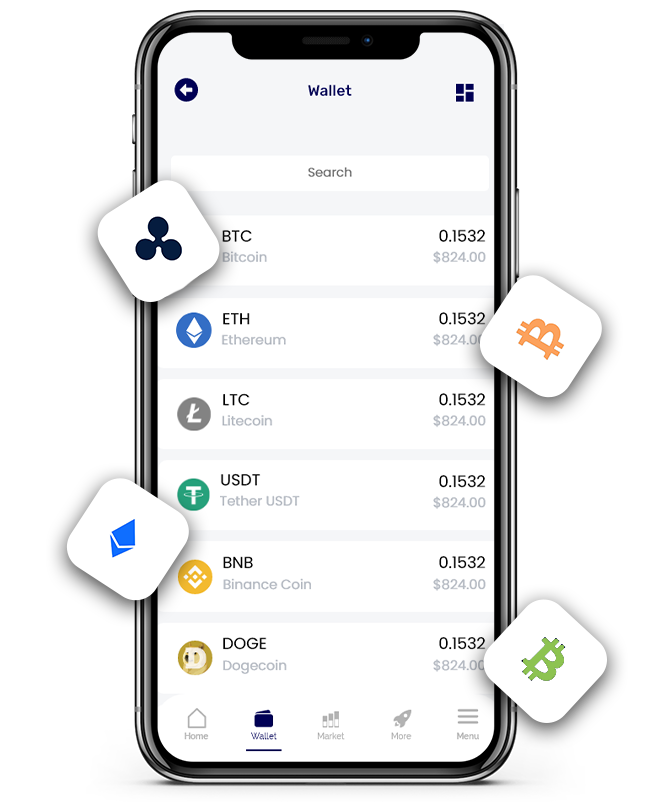 Wallet
Search
BTC 0.1532
Bitcoin $824.00
ETH 0.1532
Ethereum $824.00
LTC 0.1532
Litecoin $824.00
USDT 0.1532
Tether USDT $824.00
BNB 0.1532
Binance Coin $824.00
DOGE 0.1532
Dogecoin $824.00
Home Wallet Market More Menu